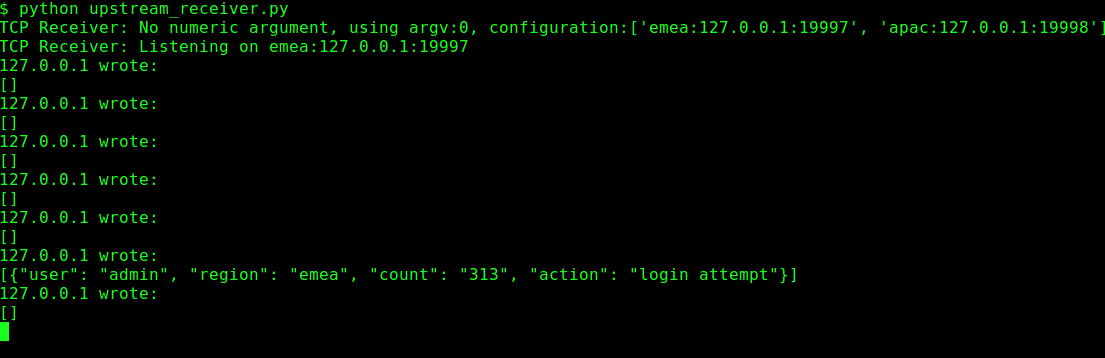 $ python upstream_receiver.py
TCP Receiver: No numeric argument, using argv:0, configuration:['emea:127.0.0.1:19997', 'apac:127.0.0.1:19998']
TCP Receiver: Listening on emea:127.0.0.1:19997
127.0.0.1 wrote:
[]
127.0.0.1 wrote:
[]
127.0.0.1 wrote:
[]
127.0.0.1 wrote:
[]
127.0.0.1 wrote:
[]
127.0.0.1 wrote:
[{"user": "admin", "region": "emea", "count": "313", "action": "login attempt"}]
127.0.0.1 wrote:
[]